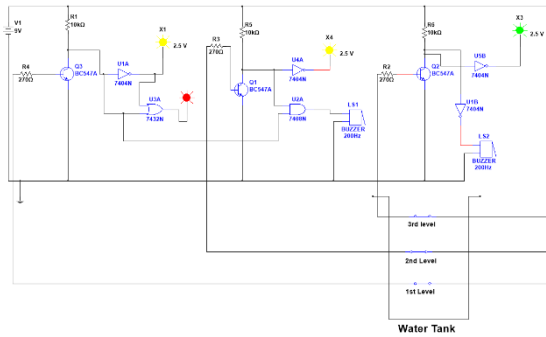 V1
9V
R1
10kΩ
R4
270Ω
Q3
BC547A
U1A
7404N
X1
2.5 V
U3A
7432N
R3
270Ω
R5
10kΩ
Q1
BC547A
U4A
7404N
X4
2.5 V
U2A
7408N
LS1
BUZZER
200Hz
R6
10kΩ
R2
270Ω
Q2
BC547A
U5B
7404N
X3
2.5 V
U1B
7404N
LS2
BUZZER
200Hz
3rd level
2nd Level
1st Level
Water Tank